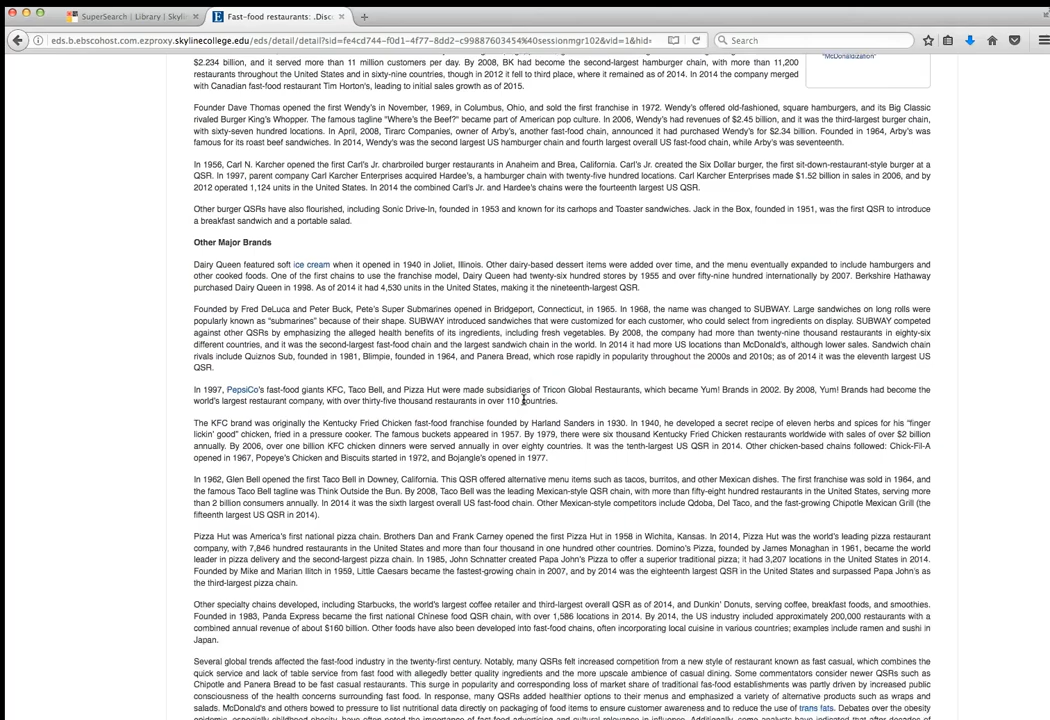 SuperSearch | Library | Skyli
Fast-food restaurants: .:Disc
eds.b.ebscohost.com.ezproxy.skylinecollege.edu/eds/detail/detail?sid=fe4cd744-f0d1-4f77-8dd2-c99887603454%40sessionmgr102&vid=1&hid=
Search
$2.234 billion, and it served more than 11 million customers per day. By 2008, BK had become the second-largest hamburger chain, with more than 11,200
"McDonaldization"
restaurants throughout the United States and in sixty-nine countries, though in 2012 it fell to third place, where it remained as of 2014. In 2014 the company merged
with Canadian fast-food restaurant Tim Horton's, leading to initial sales growth as of 2015.
Founder Dave Thomas opened the first Wendy's in November, 1969, in Columbus, Ohio, and sold the first franchise in 1972. Wendy's offered old-fashioned, square hamburgers, and its Big Classic
rivaled Burger King's Whopper. The famous tagline "Where's the Beef?" became part of American pop culture. In 2006, Wendy's had revenues of $2.45 billion, and it was the third-largest burger chain,
with sixty-seven hundred locations. In April, 2008, Tirarc Companies, owner of Arby's, another fast-food chain, announced it had purchased Wendy's for $2.34 billion. Founded in 1964, Arby's was
famous for its roast beef sandwiches. In 2014, Wendy's was the second largest US hamburger chain and fourth largest overall US fast-food chain, while Arby's was seventeenth.
In 1956, Carl N. Karcher opened the first Carl's Jr. charbroiled burger restaurants in Anaheim and Brea, California. Carl's Jr. created the Six Dollar burger, the first sit-down-restaurant-style burger at a
QSR. In 1997, parent company Carl Karcher Enterprises acquired Hardee's, a hamburger chain with twenty-five hundred locations. Carl Karcher Enterprises made $1.52 billion in sales in 2006, and by
2012 operated 1,124 units in the United States. In 2014 the combined Carl's Jr. and Hardee's chains were the fourteenth largest US QSR.
Other burger QSRs have also flourished, including Sonic Drive-In, founded in 1953 and known for its carhops and Toaster sandwiches. Jack in the Box, founded in 1951, was the first QSR to introduce
a breakfast sandwich and a portable salad.
Other Major Brands
Dairy Queen featured soft ice cream when it opened in 1940 in Joliet, Illinois. Other dairy-based dessert items were added over time, and the menu eventually expanded to include hamburgers and
other cooked foods. One of the first chains to use the franchise model, Dairy Queen had twenty-six hundred stores by 1955 and over fifty-nine hundred internationally by 2007. Berkshire Hathaway
purchased Dairy Queen in 1998. As of 2014 it had 4,530 units in the United States, making it the nineteenth-largest QSR.
Founded by Fred DeLuca and Peter Buck, Pete's Super Submarines opened in Bridgeport, Connecticut, in 1965. In 1968, the name was changed to SUBWAY. Large sandwiches on long rolls were
popularly known as "submarines" because of their shape. SUBWAY introduced sandwiches that were customized for each customer, who could select from ingredients on display. SUBWAY competed
against other QSRs by emphasizing the alleged health benefits of its ingredients, including fresh vegetables. By 2008, the company had more than twenty-nine thousand restaurants in eighty-six
different countries, and it was the second-largest fast-food chain and the largest sandwich chain in the world. In 2014 it had more US locations than McDonald's, although lower sales. Sandwich chain
rivals include Quiznos Sub, founded in 1981, Blimpie, founded in 1964, and Panera Bread, which rose rapidly in popularity throughout the 2000s and 2010s; as of 2014 it was the eleventh largest US
QSR.
In 1997, PepsiCo's fast-food giants KFC, Taco Bell, and Pizza Hut were made subsidiaries of Tricon Global Restaurants, which became Yum! Brands in 2002. By 2008, Yum! Brands had become the
world's largest restaurant company, with over thirty-five thousand restaurants in over 110 countries.
The KFC brand was originally the Kentucky Fried Chicken fast-food franchise founded by Harland Sanders in 1930. In 1940, he developed a secret recipe of eleven herbs and spices for his "finger
lickin' good" chicken, fried in a pressure cooker. The famous buckets appeared in 1957. By 1979, there were six thousand Kentucky Fried Chicken restaurants worldwide with sales of over $2 billion
annually. By 2006, over one billion KFC chicken dinners were served annually in over eighty countries. It was the tenth-largest US QSR in 2014. Other chicken-based chains followed: Chick-Fil-A
opened in 1967, Popeye's Chicken and Biscuits started in 1972, and Bojangle's opened in 1977.
In 1962, Glen Bell opened the first Taco Bell in Downey, California. This QSR offered alternative menu items such as tacos, burritos, and other Mexican dishes. The first franchise was sold in 1964, and
the famous Taco Bell tagline was Think Outside the Bun. By 2008, Taco Bell was the leading Mexican-style QSR chain, with more than fifty-eight hundred restaurants in the United States, serving more
than 2 billion consumers annually. In 2014 it was the sixth largest overall US fast-food chain. Other Mexican-style competitors include Qdoba, Del Taco, and the fast-growing Chipotle Mexican Grill (the
fifteenth largest US QSR in 2014).
Pizza Hut was America's first national pizza chain. Brothers Dan and Frank Carney opened the first Pizza Hut in 1958 in Wichita, Kansas. In 2014, Pizza Hut was the world's leading pizza restaurant
company, with 7,846 hundred restaurants in the United States and more than four thousand in one hundred other countries. Domino's Pizza, founded by James Monaghan in 1961, became the world
leader in pizza delivery and the second-largest pizza chain. In 1985, John Schnatter created Papa John's Pizza to offer a superior traditional pizza; it had 3,207 locations in the United States in 2014.
Founded by Mike and Marian Ilitch in 1959, Little Caesars became the fastest-growing chain in 2007, and by 2014 was the eighteenth largest QSR in the United States and surpassed Papa John's as
the third-largest pizza chain.
Other specialty chains developed, including Starbucks, the world's largest coffee retailer and third-largest overall QSR as of 2014, and Dunkin' Donuts, serving coffee, breakfast foods, and smoothies.
Founded in 1983, Panda Express became the first national Chinese food QSR chain, with over 1,586 locations in 2014. By 2014, the US industry included approximately 200,000 restaurants with a
combined annual revenue of about $160 billion. Other foods have also been developed into fast-food chains, often incorporating local cuisine in various countries; examples include ramen and sushi in
Japan.
Several global trends affected the fast-food industry in the twenty-first century. Notably, many QSRs felt increased competition from a new style of restaurant known as fast casual, which combines the
quick service and lack of table service from fast food with allegedly better quality ingredients and the more upscale ambience of casual dining. Some commentators consider newer QSRs such as
Chipotle and Panera Bread to be fast casual restaurants. This surge in popularity and corresponding loss of market share of traditional fas-food establishments was partly driven by increased public
consciousness of the health concerns surrounding fast food. In response, many QSRs added healthier options to their menus and emphasized a variety of alternative products such as wraps and
salads. McDonald's and others bowed to pressure to list nutritional data directly on packaging of food items to ensure customer awareness and to reduce the use of trans fats. Debates over the obesity